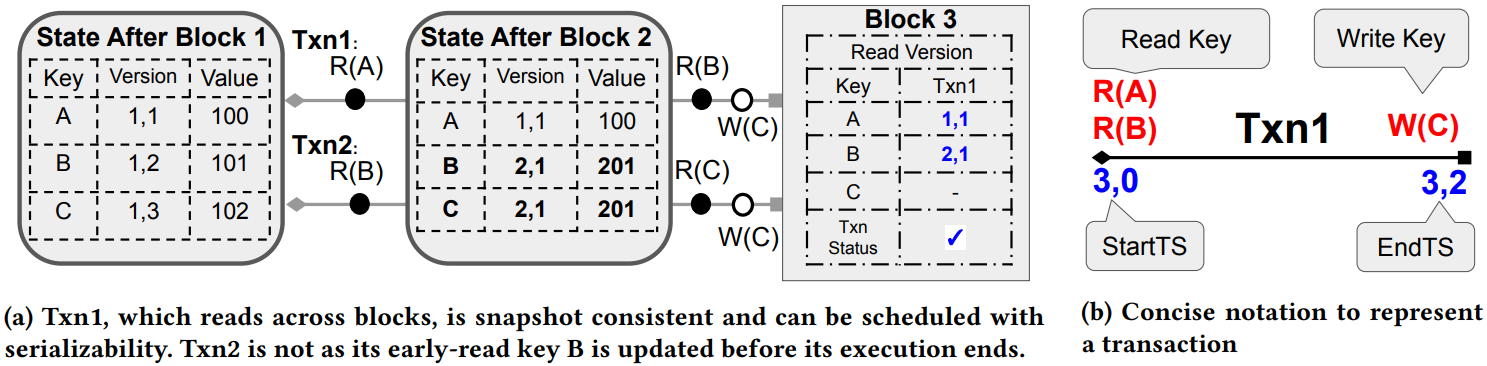 State After Block 1
Key Version Value
A 1,1 100
B 1,2 101
C 1,3 102
Txn1:
R(A)
Txn2:
R(B)
State After Block 2
Key Version Value
A 1,1 100
B 2,1 201
C 2,1 201
R(B)
W(C)
R(C)
W(C)
Block 3
Read Version
Key Txn1
A 1,1
B 2,1
C -
Txn
Status ✓
(a) Txn1, which reads across blocks, is snapshot consistent and can be scheduled with
serializability. Txn2 is not as its early-read key B is updated before its execution ends.
Read Key
Write Key
R(A)
R(B)
Txn1
W(C)
3,0
3,2
StartTS
EndTS
(b) Concise notation to represent
a transaction